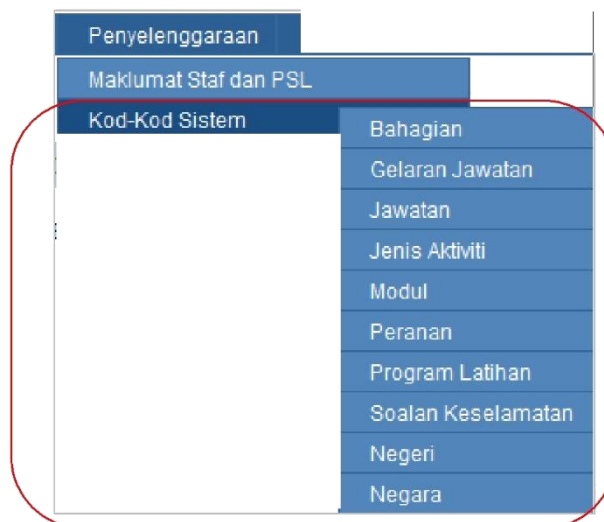 Penyelenggaraan
Maklumat Staf dan PSL
Kod-Kod Sistem
Bahagian
Gelaran Jawatan
Jawatan
Jenis Aktiviti
Modul
Peranan
Program Latihan
Soalan Keselamatan
Negeri
Negara